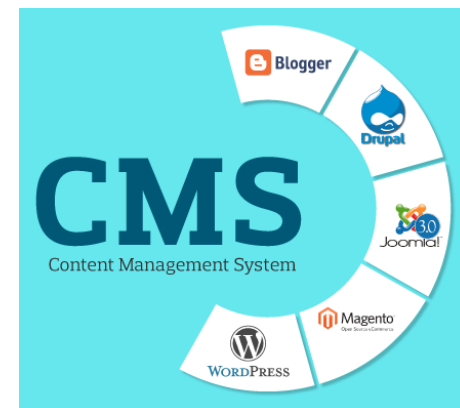 Blogger
Drupal
CMS
Content Management System
3.0
Joomla!
Magento
Open Source eCommerce
WORDPRESS